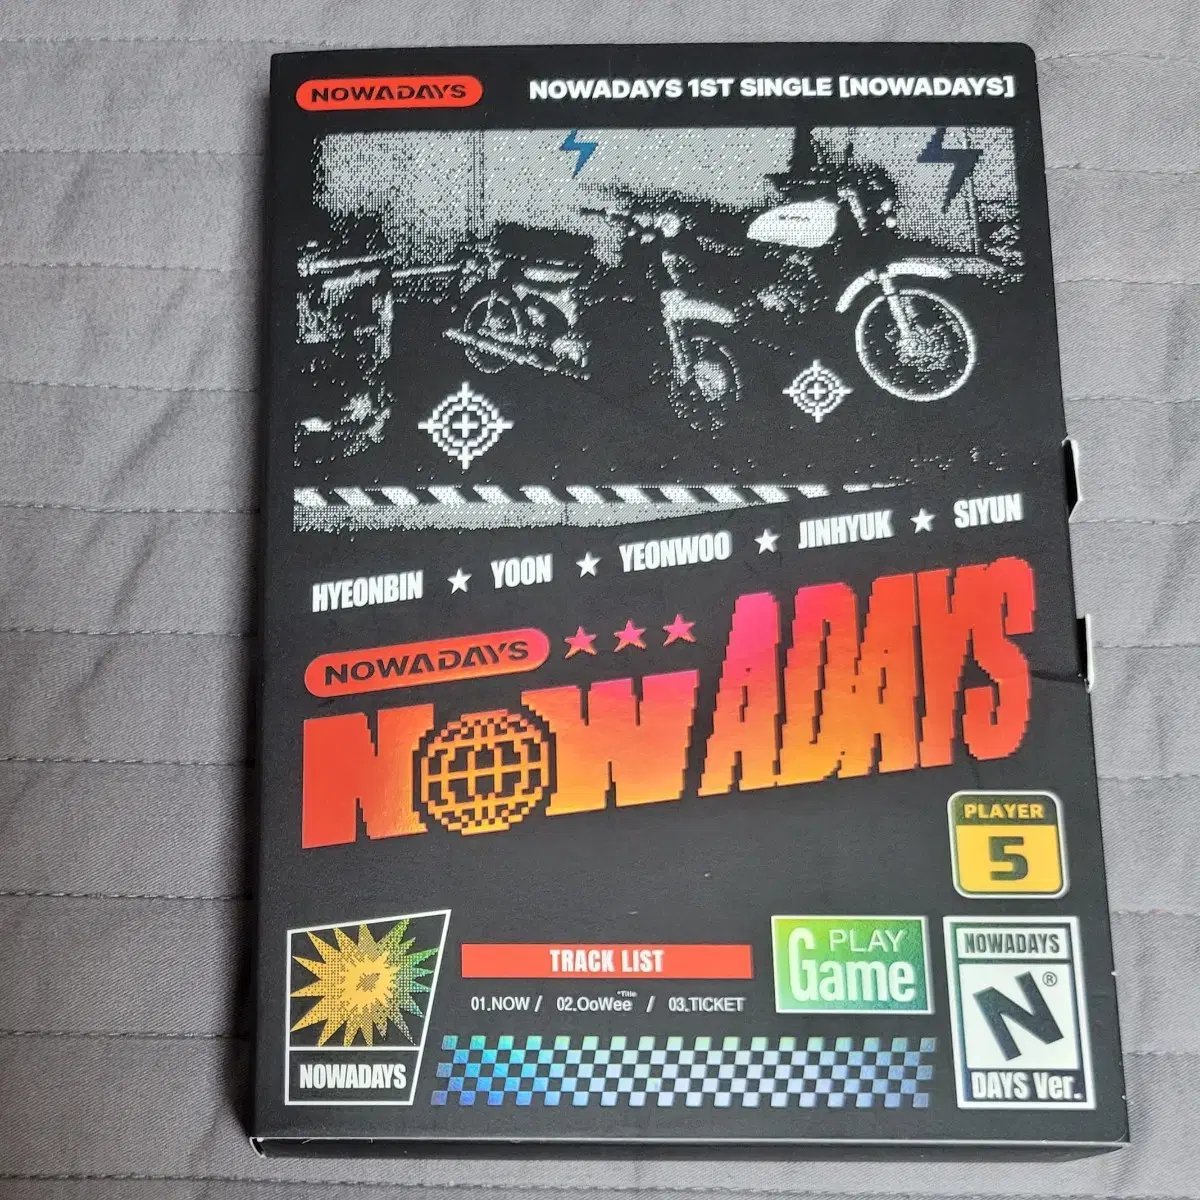 NOWADAYS
NOWADAYS 1ST SINGLE [NOWADAYS]
HYEONBIN ★ YOON ★ YEONWOO ★ JINHYUK ★ SIYUN
NOWADAYS ★★★
NOWADAYS
PLAYER
5
NOWADAYS
TRACK LIST
01.NOW / 02.OoWee *Title / 03.TICKET
PLAY
Game
NOWADAYS
N®
DAYS Ver.